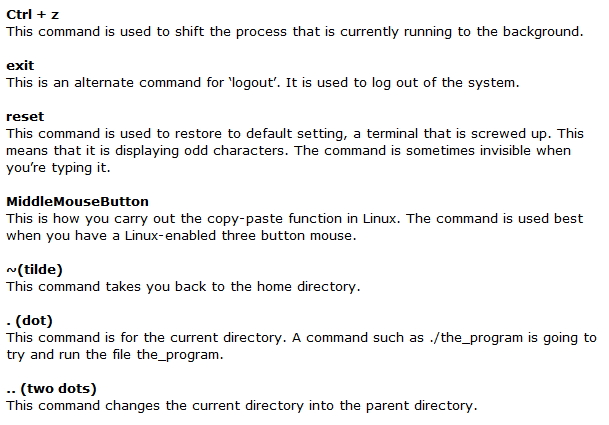 Ctrl + z
This command is used to shift the process that is currently running to the background.
exit
This is an alternate command for ‘logout’. It is used to log out of the system.
reset
This command is used to restore to default setting, a terminal that is screwed up. This
means that it is displaying odd characters. The command is sometimes invisible when
you’re typing it.
MiddleMouseButton
This is how you carry out the copy-paste function in Linux. The command is used best
when you have a Linux-enabled three button mouse.
~(tilde)
This command takes you back to the home directory.
. (dot)
This command is for the current directory. A command such as ./the_program is going to
try and run the file the_program.
.. (two dots)
This command changes the current directory into the parent directory.